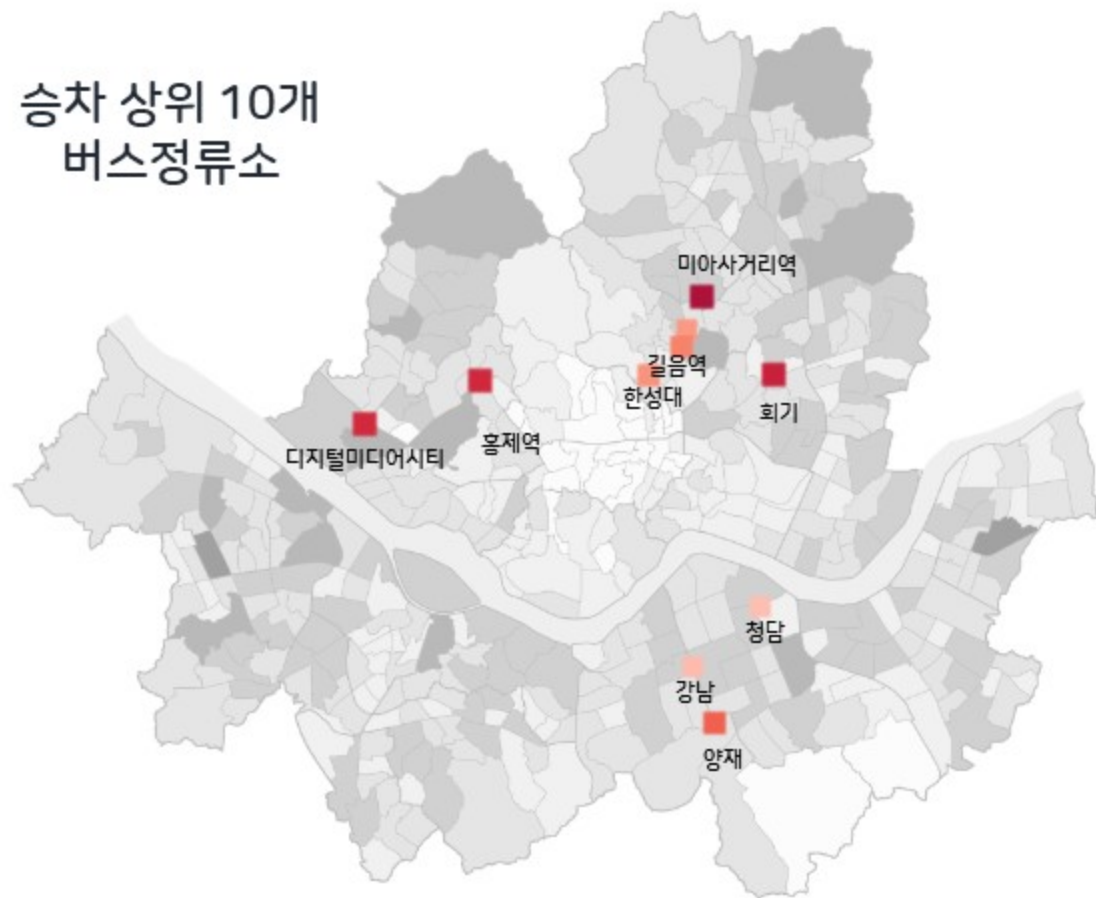 승차 상위 10개
버스정류소
미아사거리역
길음역
한성대
회기
홍제역
디지털미디어시티
청담
강남
양재